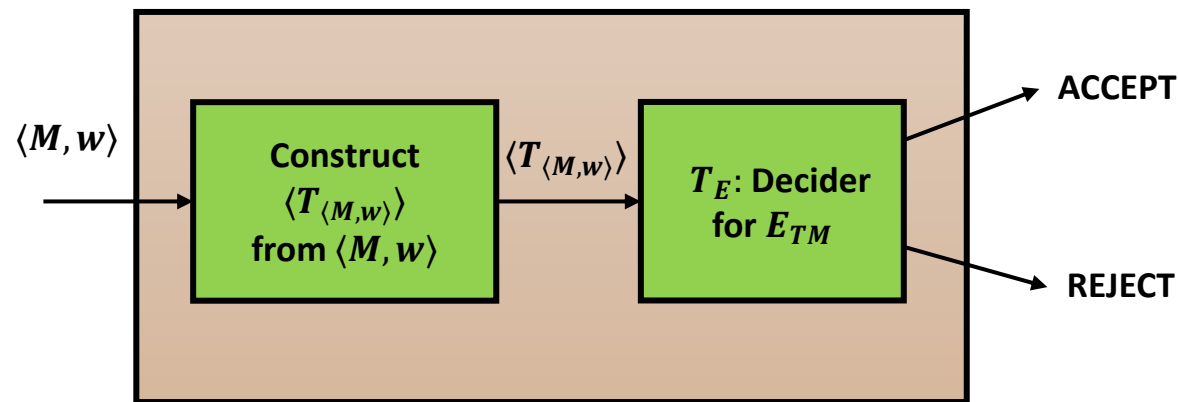 ⟨M, w⟩
Construct
⟨T⟨M,w⟩⟩
from ⟨M, w⟩
⟨T⟨M,w⟩⟩
T_E: Decider
for E_TM
ACCEPT
REJECT